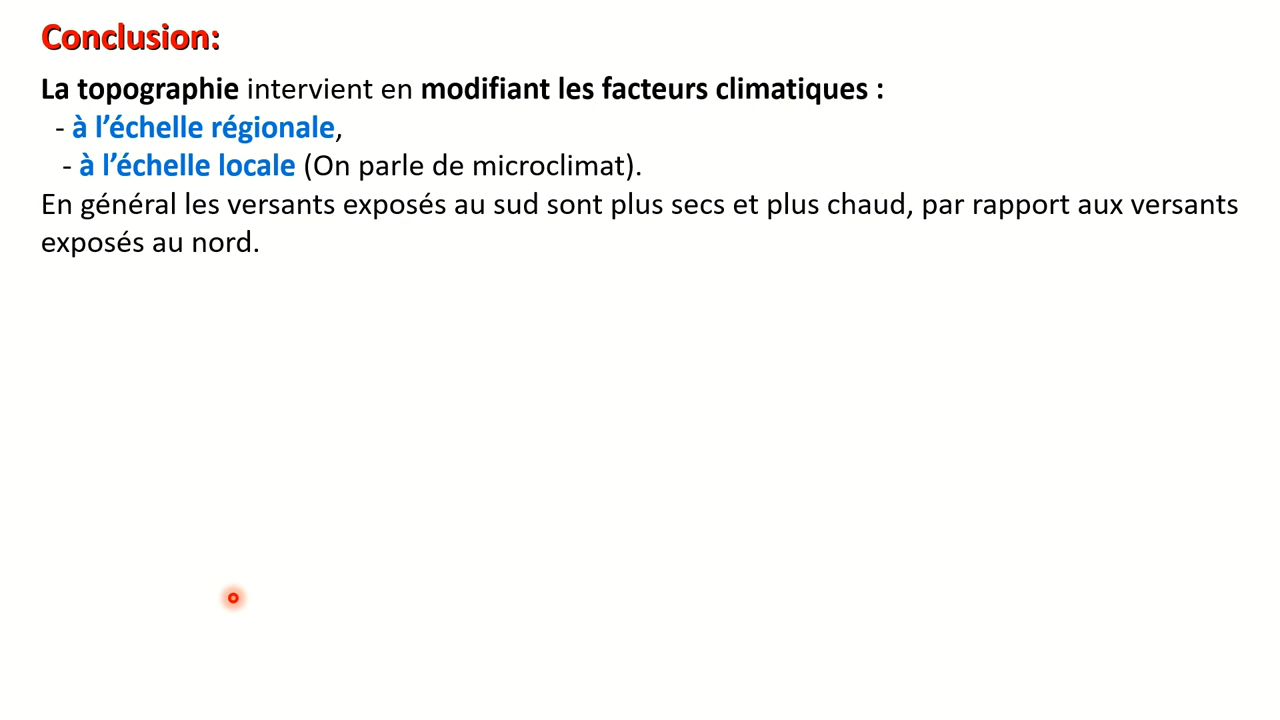 Conclusion:
La topographie intervient en modifiant les facteurs climatiques :
- à l’échelle régionale,
- à l’échelle locale (On parle de microclimat).
En général les versants exposés au sud sont plus secs et plus chaud, par rapport aux versants
exposés au nord.